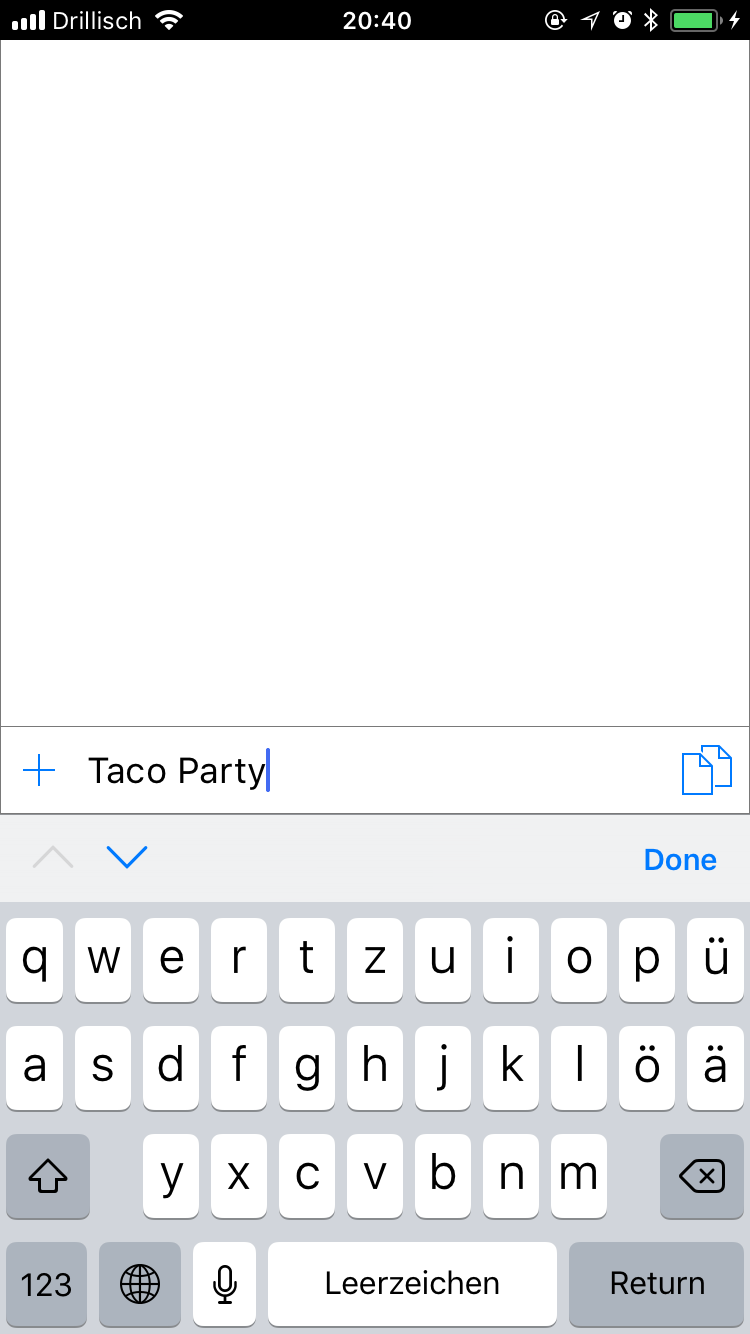 Drillisch 20:40
Taco Party
Done
q w e r t z u i o p ü
a s d f g h j k l ö ä
y x c v b n m
123 Leerzeichen Return